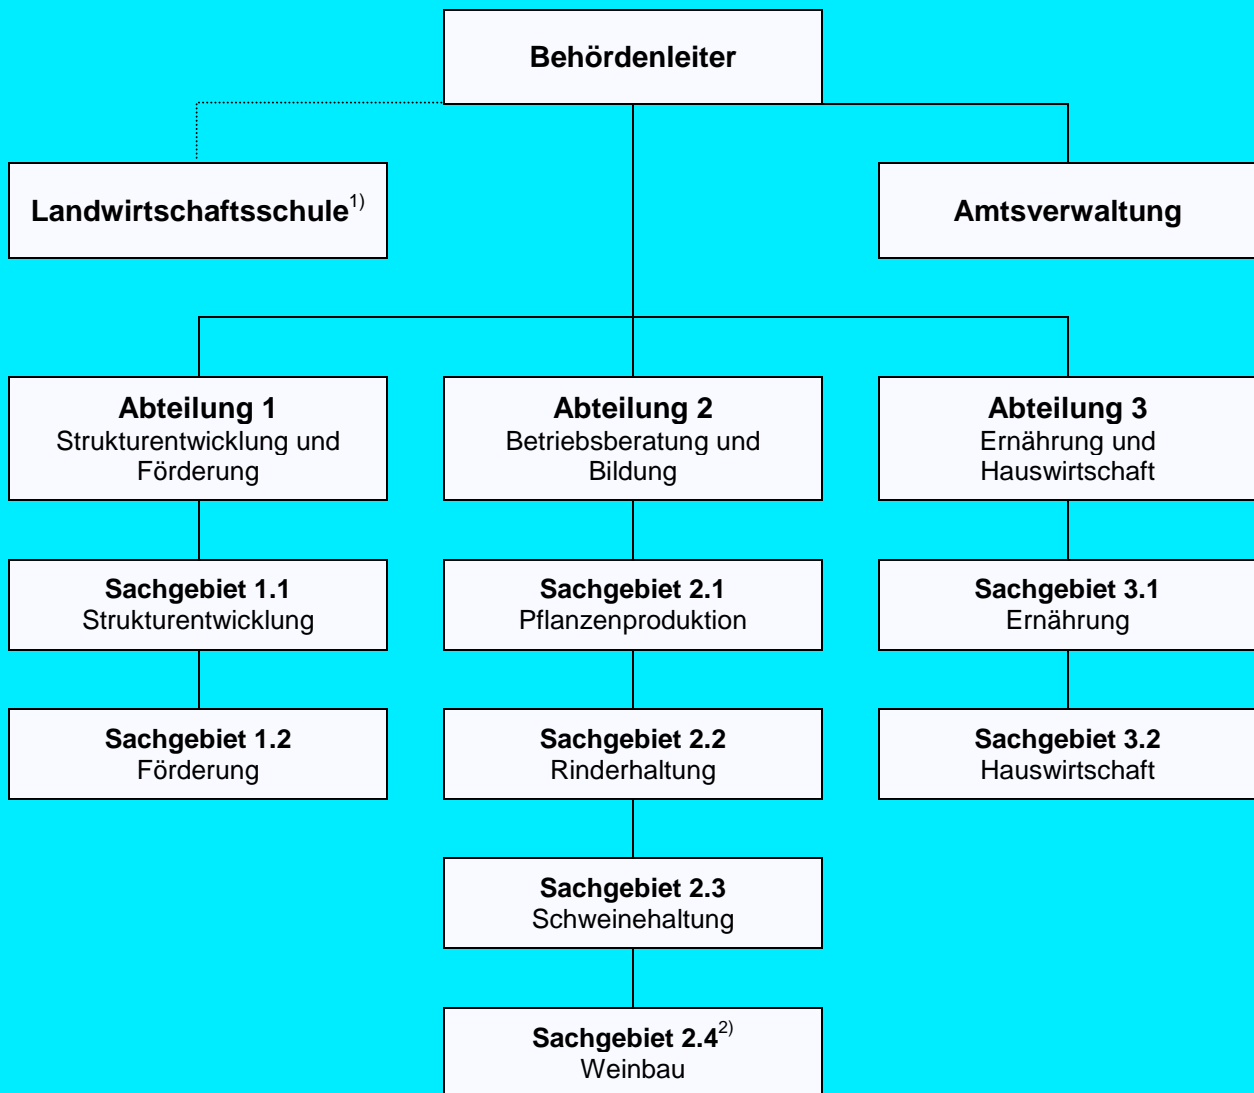 Behördenleiter
Landwirtschaftsschule1)
Amtsverwaltung
Abteilung 1
Strukturentwicklung und
Förderung
Abteilung 2
Betriebsberatung und
Bildung
Abteilung 3
Ernährung und
Hauswirtschaft
Sachgebiet 1.1
Strukturentwicklung
Sachgebiet 2.1
Pflanzenproduktion
Sachgebiet 3.1
Ernährung
Sachgebiet 1.2
Förderung
Sachgebiet 2.2
Rinderhaltung
Sachgebiet 3.2
Hauswirtschaft
Sachgebiet 2.3
Schweinehaltung
Sachgebiet 2.42)
Weinbau